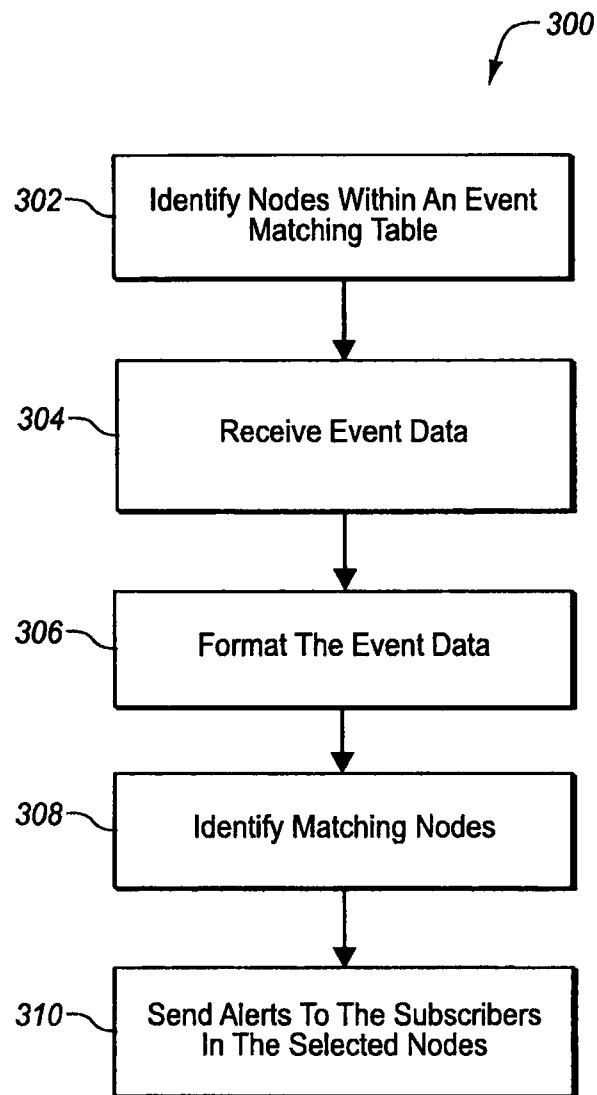 300
302
Identify Nodes Within An Event
Matching Table
304
Receive Event Data
306
Format The Event Data
308
Identify Matching Nodes
310
Send Alerts To The Subscribers
In The Selected Nodes